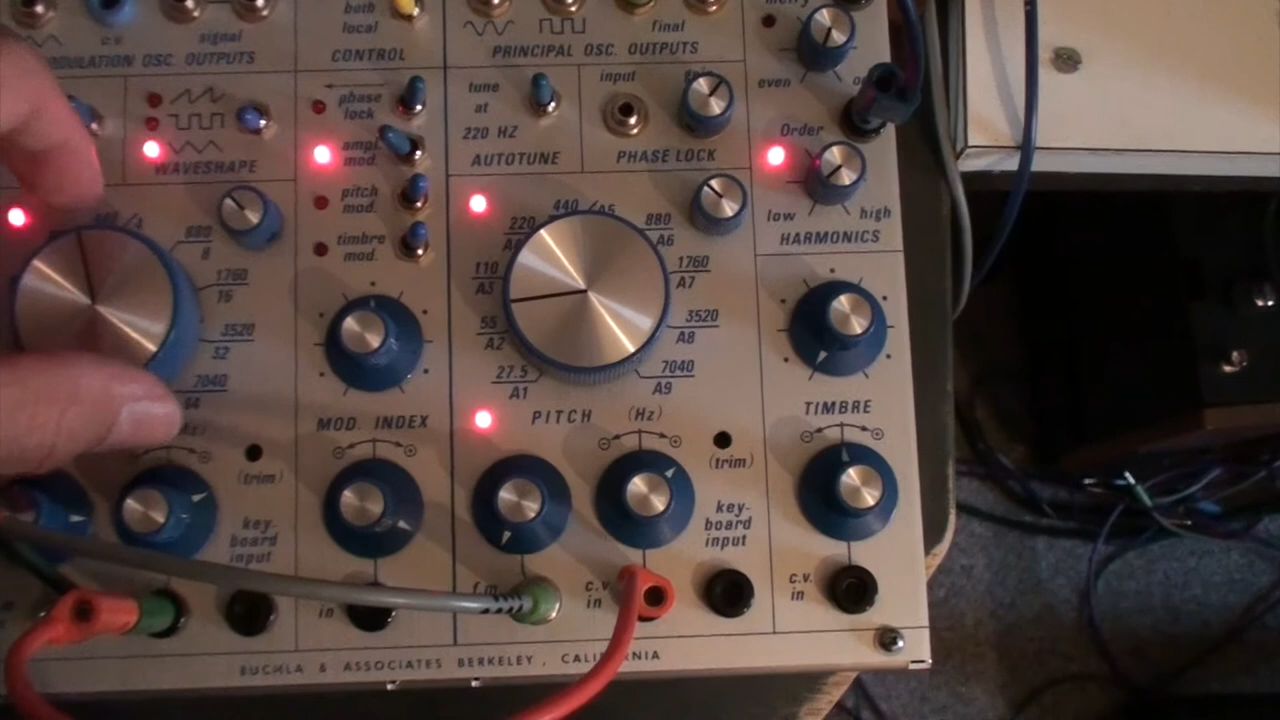 both
local
signal
final
CONTROL
OSC. OUTPUTS
PRINCIPAL OSC. OUTPUTS
even
phase
lock
ampl.
mod.
pitch
mod.
timbre
mod.
WAVESHAPE
tune
at
220 HZ
AUTOTUNE
input
PHASE LOCK
Order
low
high
HARMONICS
880
8
1760
16
3520
32
7040
64
27.5
A1
55
A2
110
A3
220
440
A5
880
A6
1760
A7
3520
A8
7040
A9
MOD. INDEX
PITCH (Hz)
TIMBRE
(trim)
(trim)
key-
board
input
key-
board
input
in
f.m.
c.v.
in
c.v.
in
BUCHLA & ASSOCIATES BERKELEY, CALI NIA